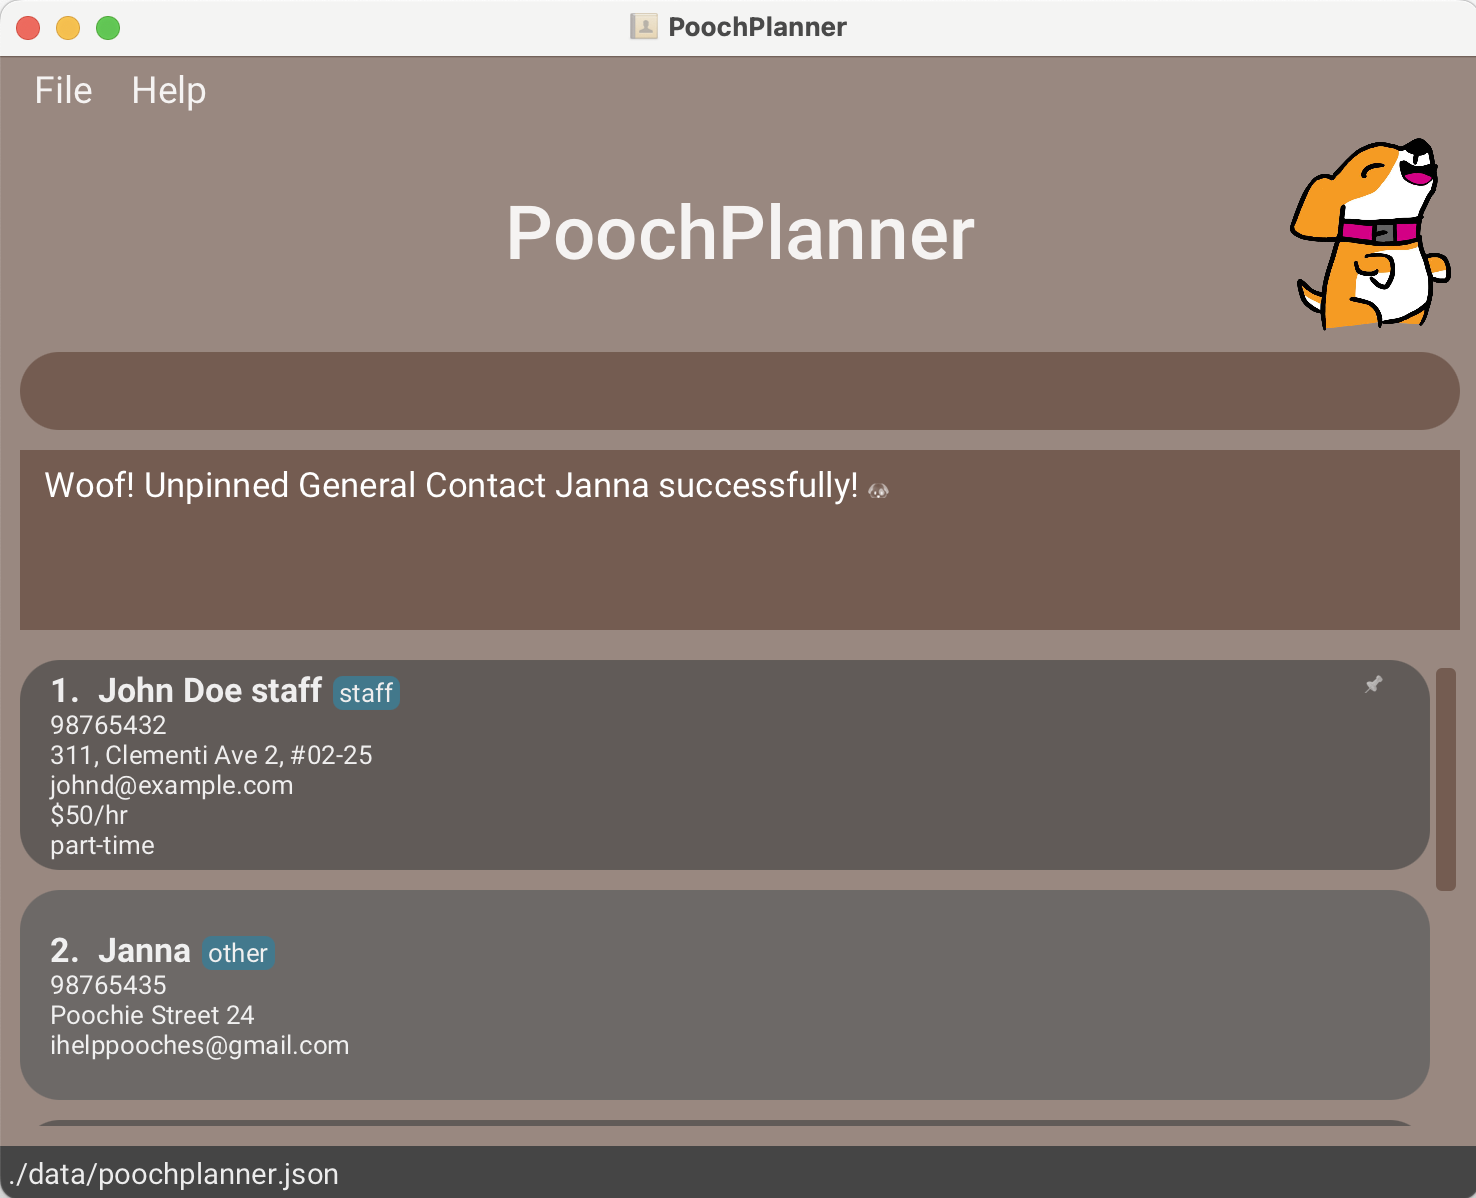 PoochPlanner
File Help
PoochPlanner
Woof! Unpinned General Contact Janna successfully!
1. John Doe staff staff
98765432
311, Clementi Ave 2, #02-25
johnd@example.com
$50/hr
part-time
2. Janna other
98765435
Poochie Street 24
ihelppooches@gmail.com
./data/poochplanner.json